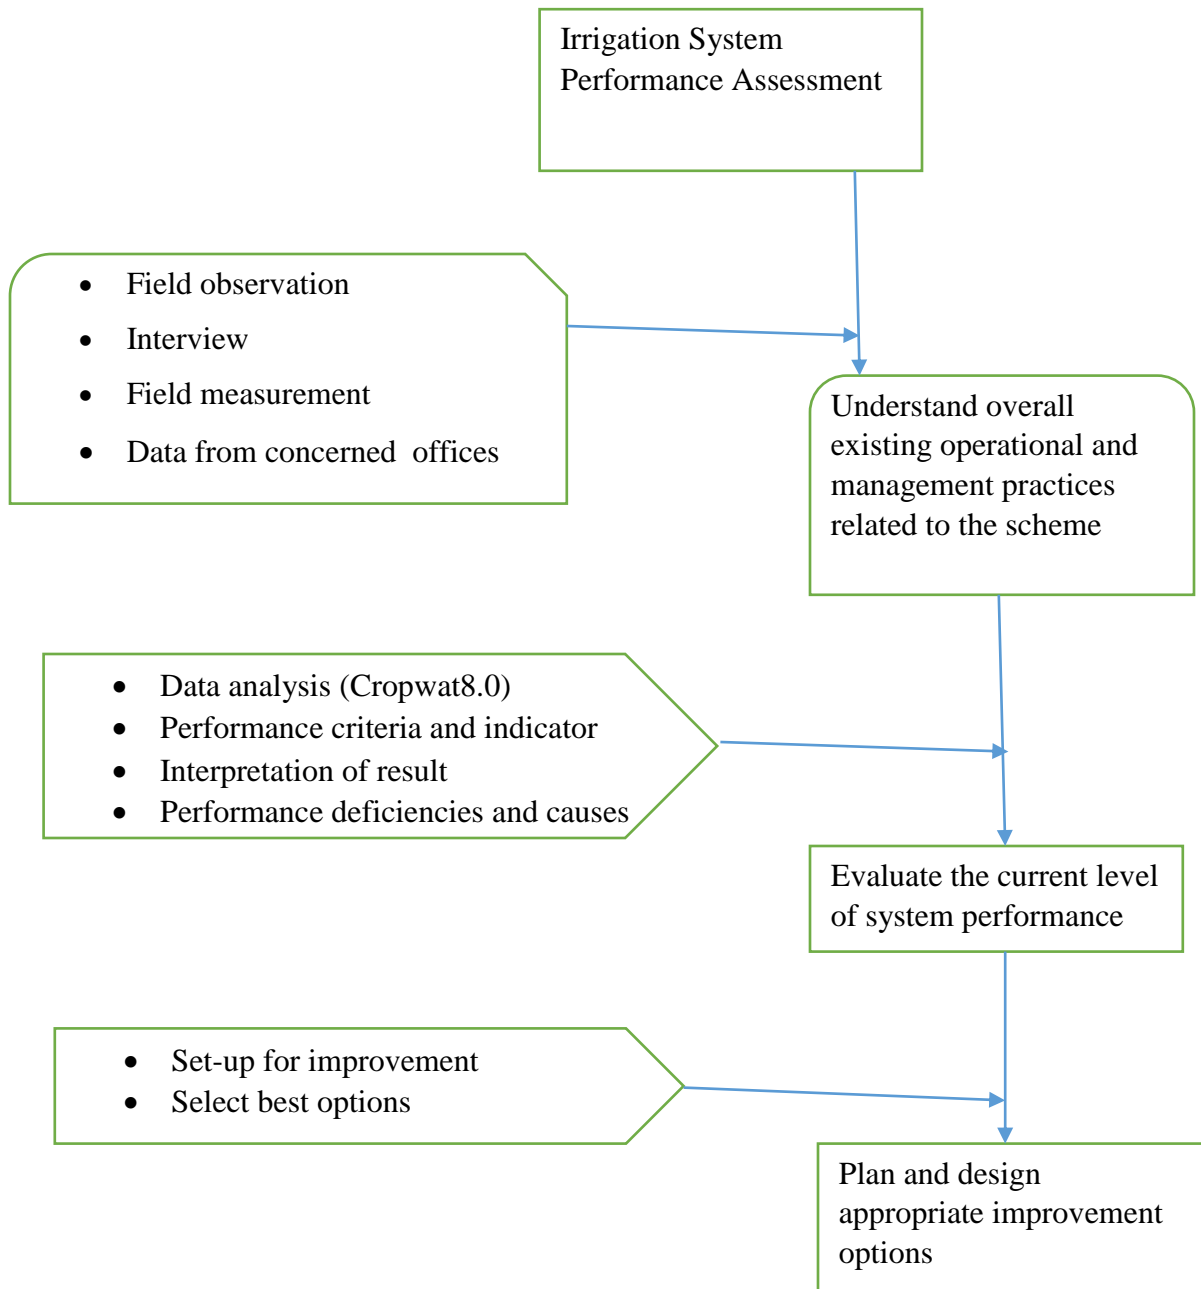 Irrigation System
Performance Assessment
• Field observation
• Interview
• Field measurement
• Data from concerned  offices
Understand overall
existing operational and
management practices
related to the scheme
• Data analysis (Cropwat8.0)
• Performance criteria and indicator
• Interpretation of result
• Performance deficiencies and causes
Evaluate the current level
of system performance
• Set-up for improvement
• Select best options
Plan and design
appropriate improvement
options